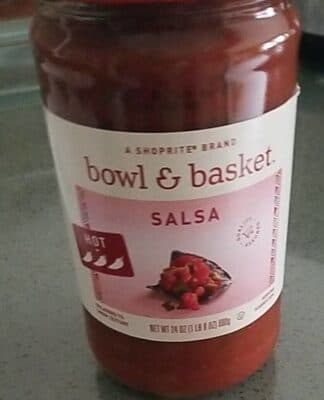 A SHOPRITE® BRAND
bowl & basket.
SALSA
HOT
NET WT 24 OZ (1 LB 8 OZ) 680g